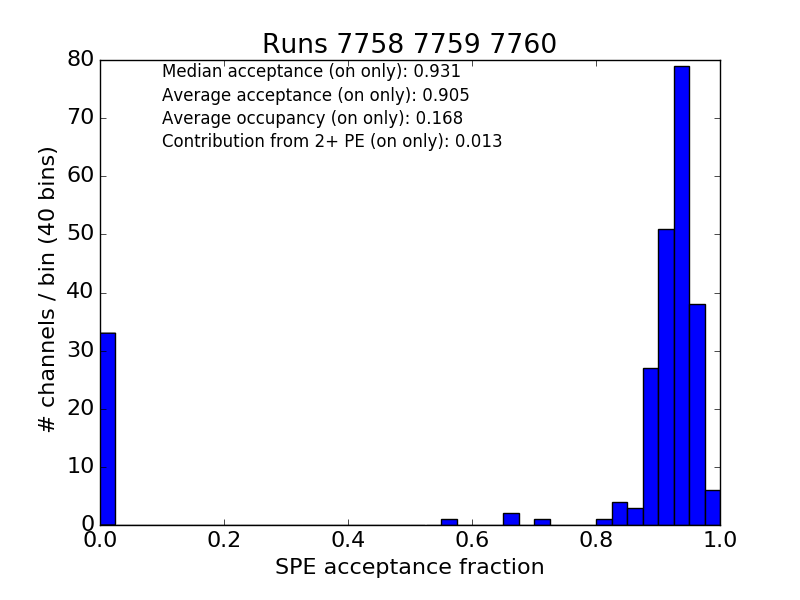 Runs 7758 7759 7760
Median acceptance (on only): 0.931
Average acceptance (on only): 0.905
Average occupancy (on only): 0.168
Contribution from 2+ PE (on only): 0.013
# channels / bin (40 bins)
80
70
60
50
40
30
20
10
0
0.0 0.2 0.4 0.6 0.8 1.0
SPE acceptance fraction